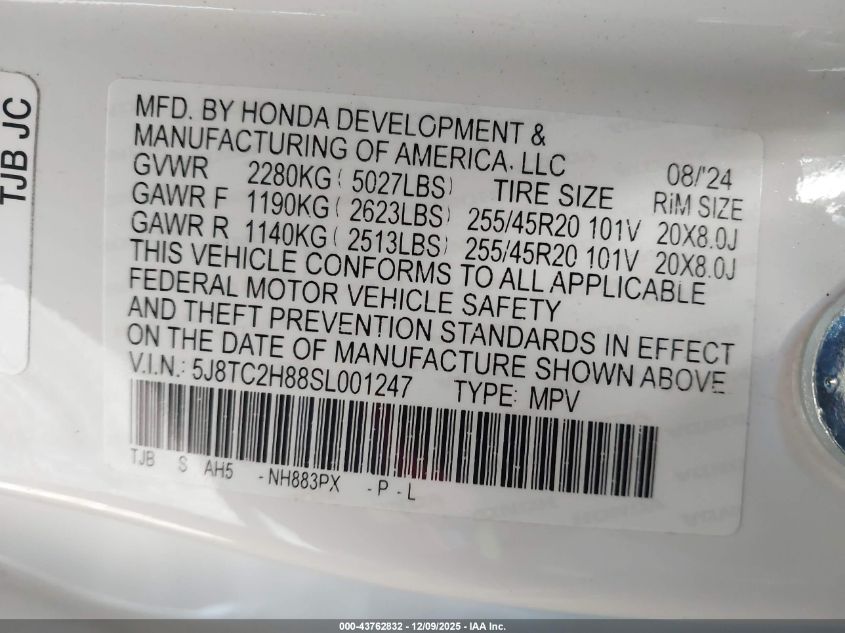 TJB JC
MFD. BY HONDA DEVELOPMENT &
MANUFACTURING OF AMERICA, LLC 08/'24
GVWR 2280KG( 5027LBS) TIRE SIZE RIM SIZE
GAWR F 1190KG( 2623LBS) 255/45R20 101V 20X8.0J
GAWR R 1140KG( 2513LBS) 255/45R20 101V 20X8.0J
THIS VEHICLE CONFORMS TO ALL APPLICABLE
FEDERAL MOTOR VEHICLE SAFETY
AND THEFT PREVENTION STANDARDS IN EFFECT
ON THE DATE OF MANUFACTURE SHOWN ABOVE.
V.I.N.: 5J8TC2H88SL001247 TYPE: MPV
TJB S AH5 -NH883PX -P-L
000-43762832 - 12/09/2025 - IAA Inc.